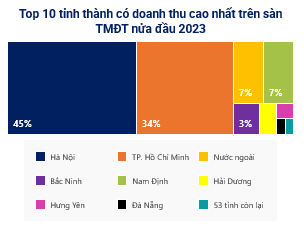 Top 10 tỉnh thành có doanh thu cao nhất trên sàn
TMĐT nửa đầu 2023
7%
7%
45%
34%
3%
Hà Nội
TP. Hồ Chí Minh
Nước ngoài
Bắc Ninh
Nam Định
Hải Dương
Hưng Yên
Đà Nẵng
53 tỉnh còn lại